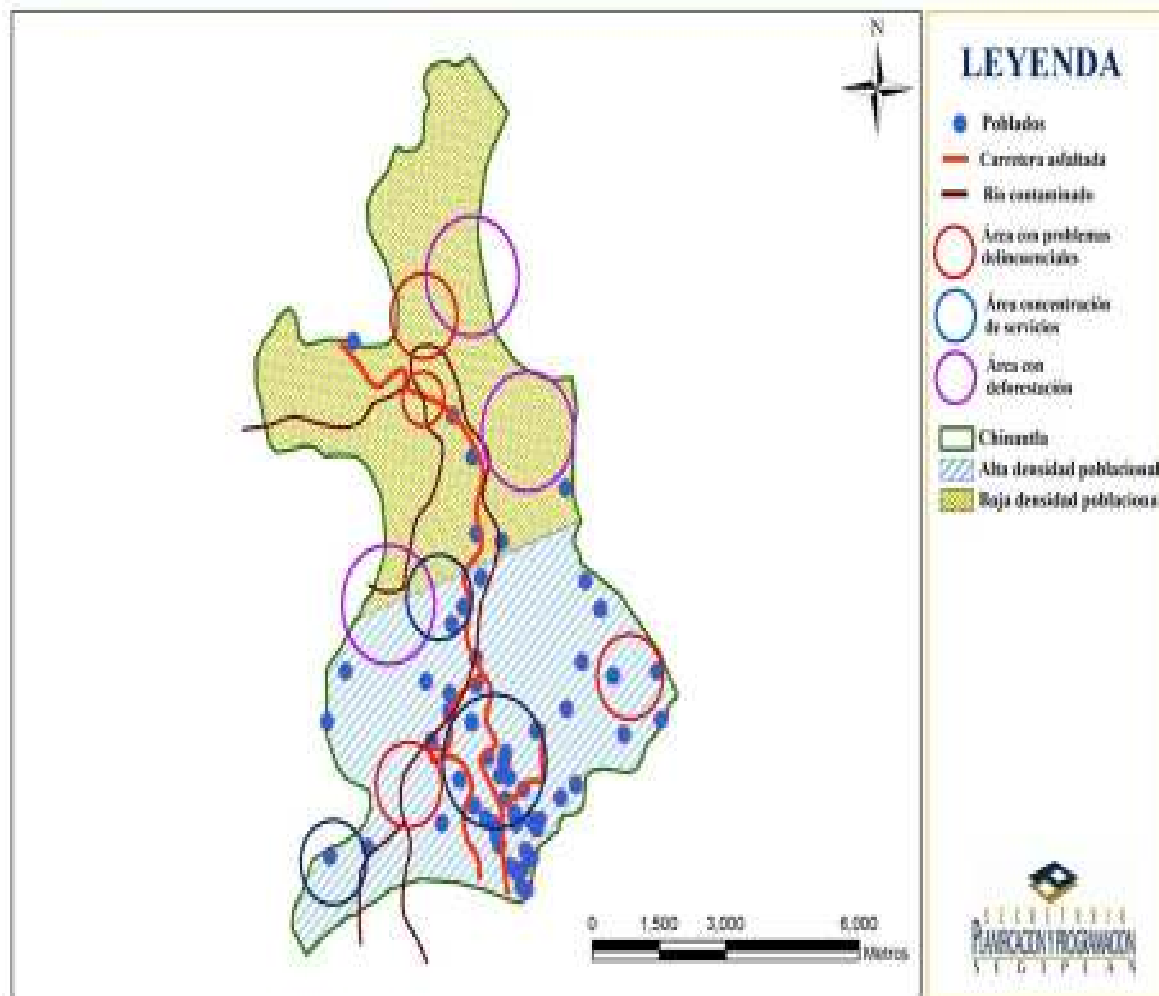 N
LEYENDA
Poblados
Carretera asfaltada
Río contaminado
Área con problemas
delincuenciales
Área concentración
de servicios
Área con
deforestación
Chinautla
Alta densidad poblacional
Baja densidad poblaciona
0 1,500 3,000 6,000
Metros
PLANIFICACION Y PROGRAMACION
SEGEPLAN